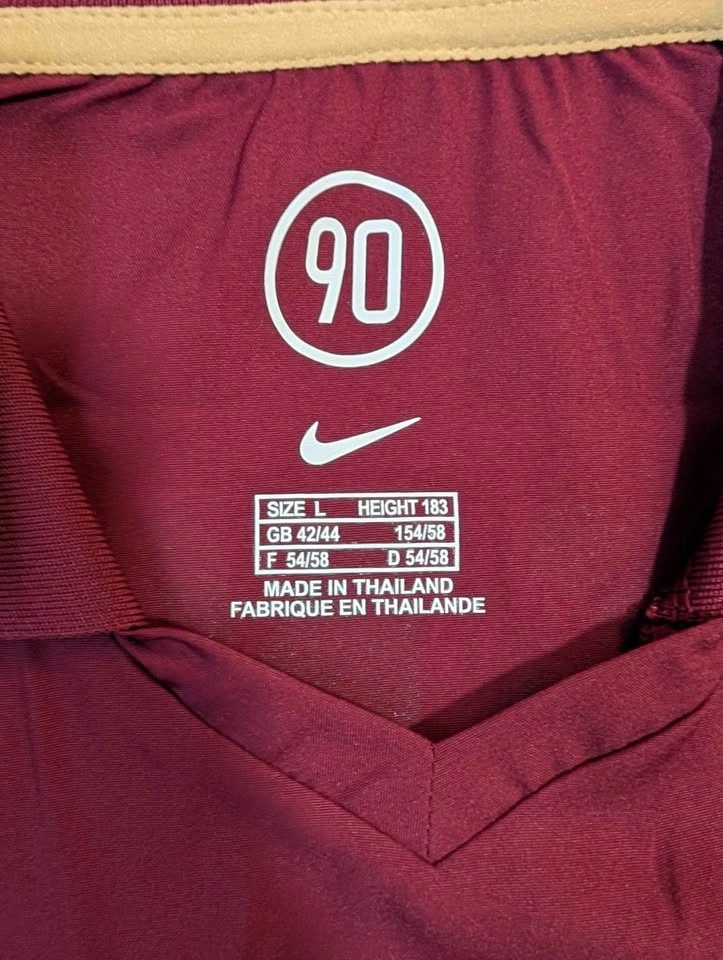 90
SIZE L HEIGHT 183
GB 42/44 154/58
F 54/58 D 54/58
MADE IN THAILAND
FABRIQUE EN THAILANDE